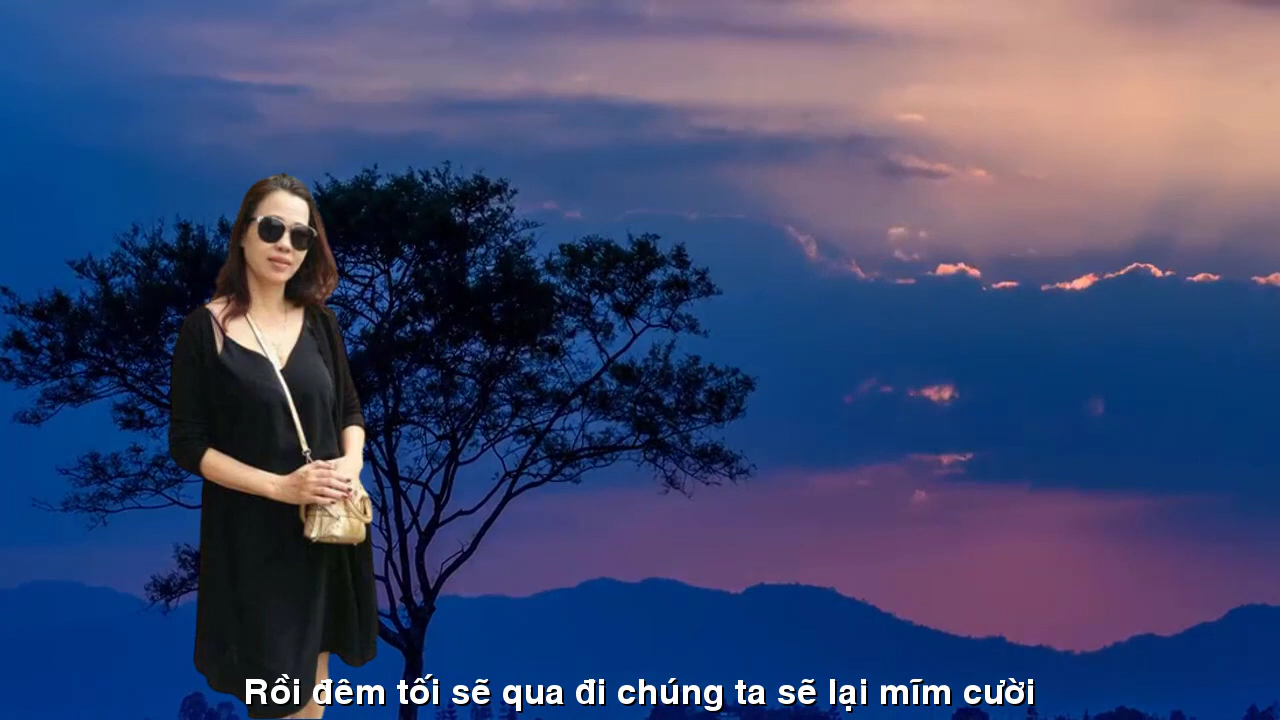 Rồi đêm tối sẽ qua đi chúng ta sẽ lại mĩm cười